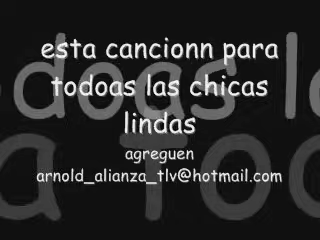 esta cancionn para
todoas las chicas
lindas
agreguen
arnold_alianza_tlv@hotmail.com